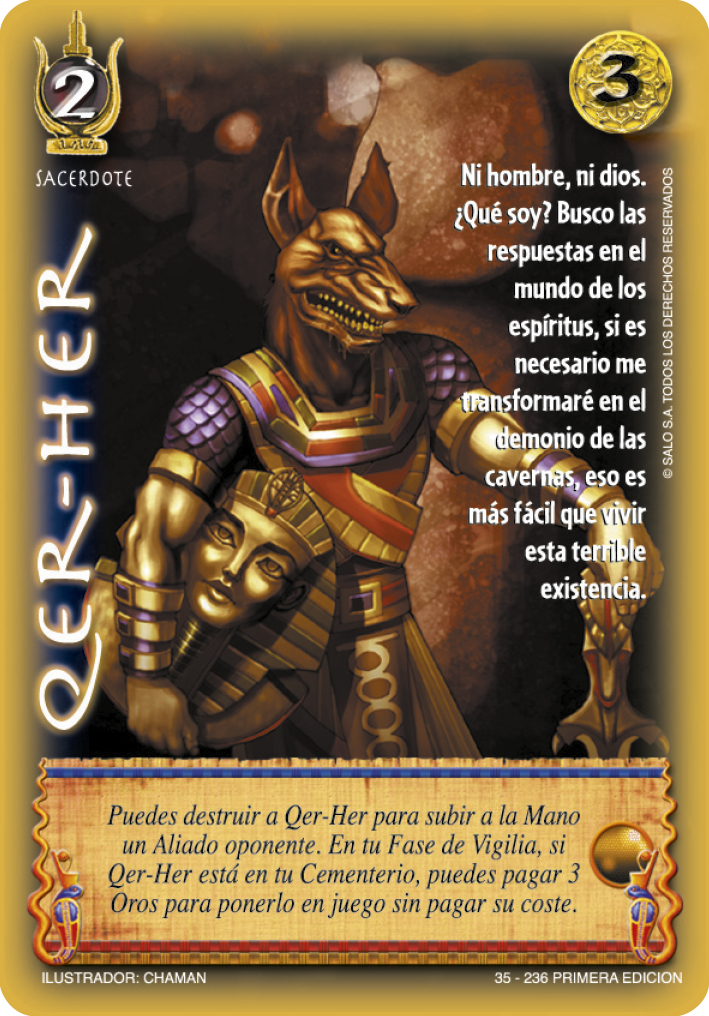 2
3
SACERDOTE
QER-HER
Ni hombre, ni dios.
¿Qué soy? Busco las
respuestas en el
mundo de los
espíritus, si es
necesario me
transformaré en el
demonio de las
cavernas, eso es
más fácil que vivir
esta terrible
existencia.
© SALO S.A. TODOS LOS DERECHOS RESERVADOS
Puedes destruir a Qer-Her para subir a la Mano
un Aliado oponente. En tu Fase de Vigilia, si
Qer-Her está en tu Cementerio, puedes pagar 3
Oros para ponerlo en juego sin pagar su coste.
ILUSTRADOR: CHAMAN
35 - 236 PRIMERA EDICION